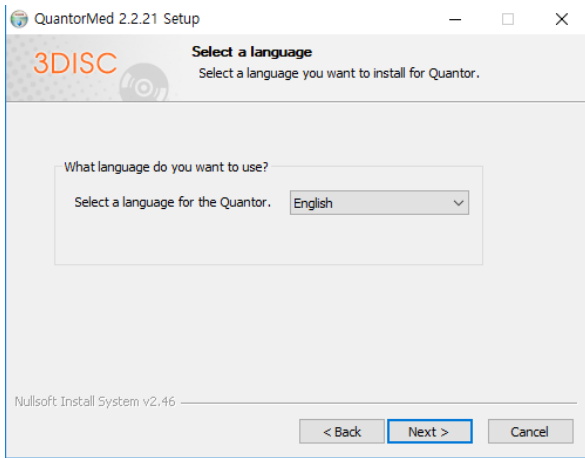 QuantorMed 2.2.21 Setup
3DISC
Select a language
Select a language you want to install for Quantor.
What language do you want to use?
Select a language for the Quantor.
English
Nullsoft Install System v2.46
< Back
Next >
Cancel